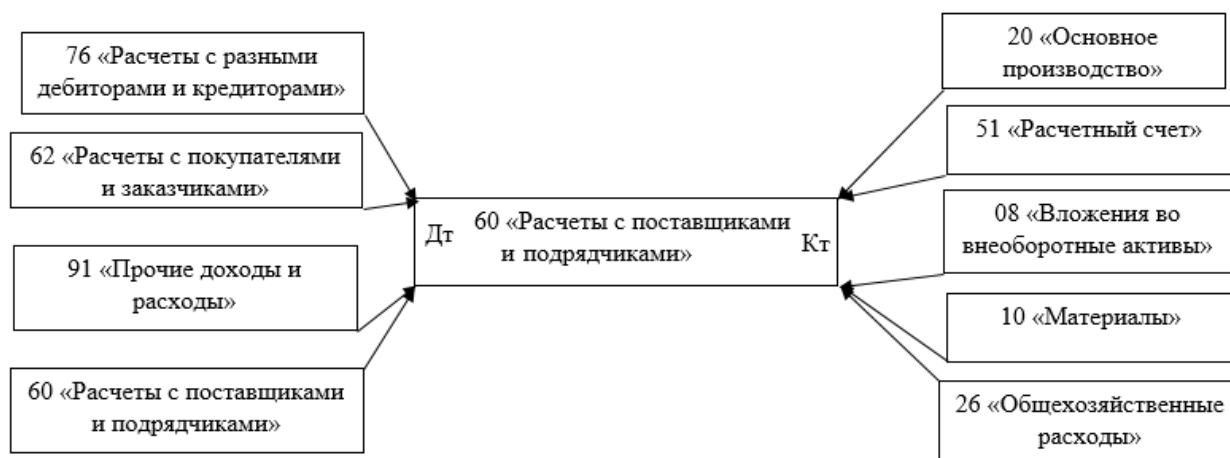 76 «Расчеты с разными
дебиторами и кредиторами»
62 «Расчеты с покупателями
и заказчиками»
91 «Прочие доходы и
расходы»
60 «Расчеты с поставщиками
и подрядчиками»
Дт
60 «Расчеты с поставщиками
и подрядчиками»
Кт
20 «Основное
производство»
51 «Расчетный счет»
08 «Вложения во
внеоборотные активы»
10 «Материалы»
26 «Общехозяйственные
расходы»